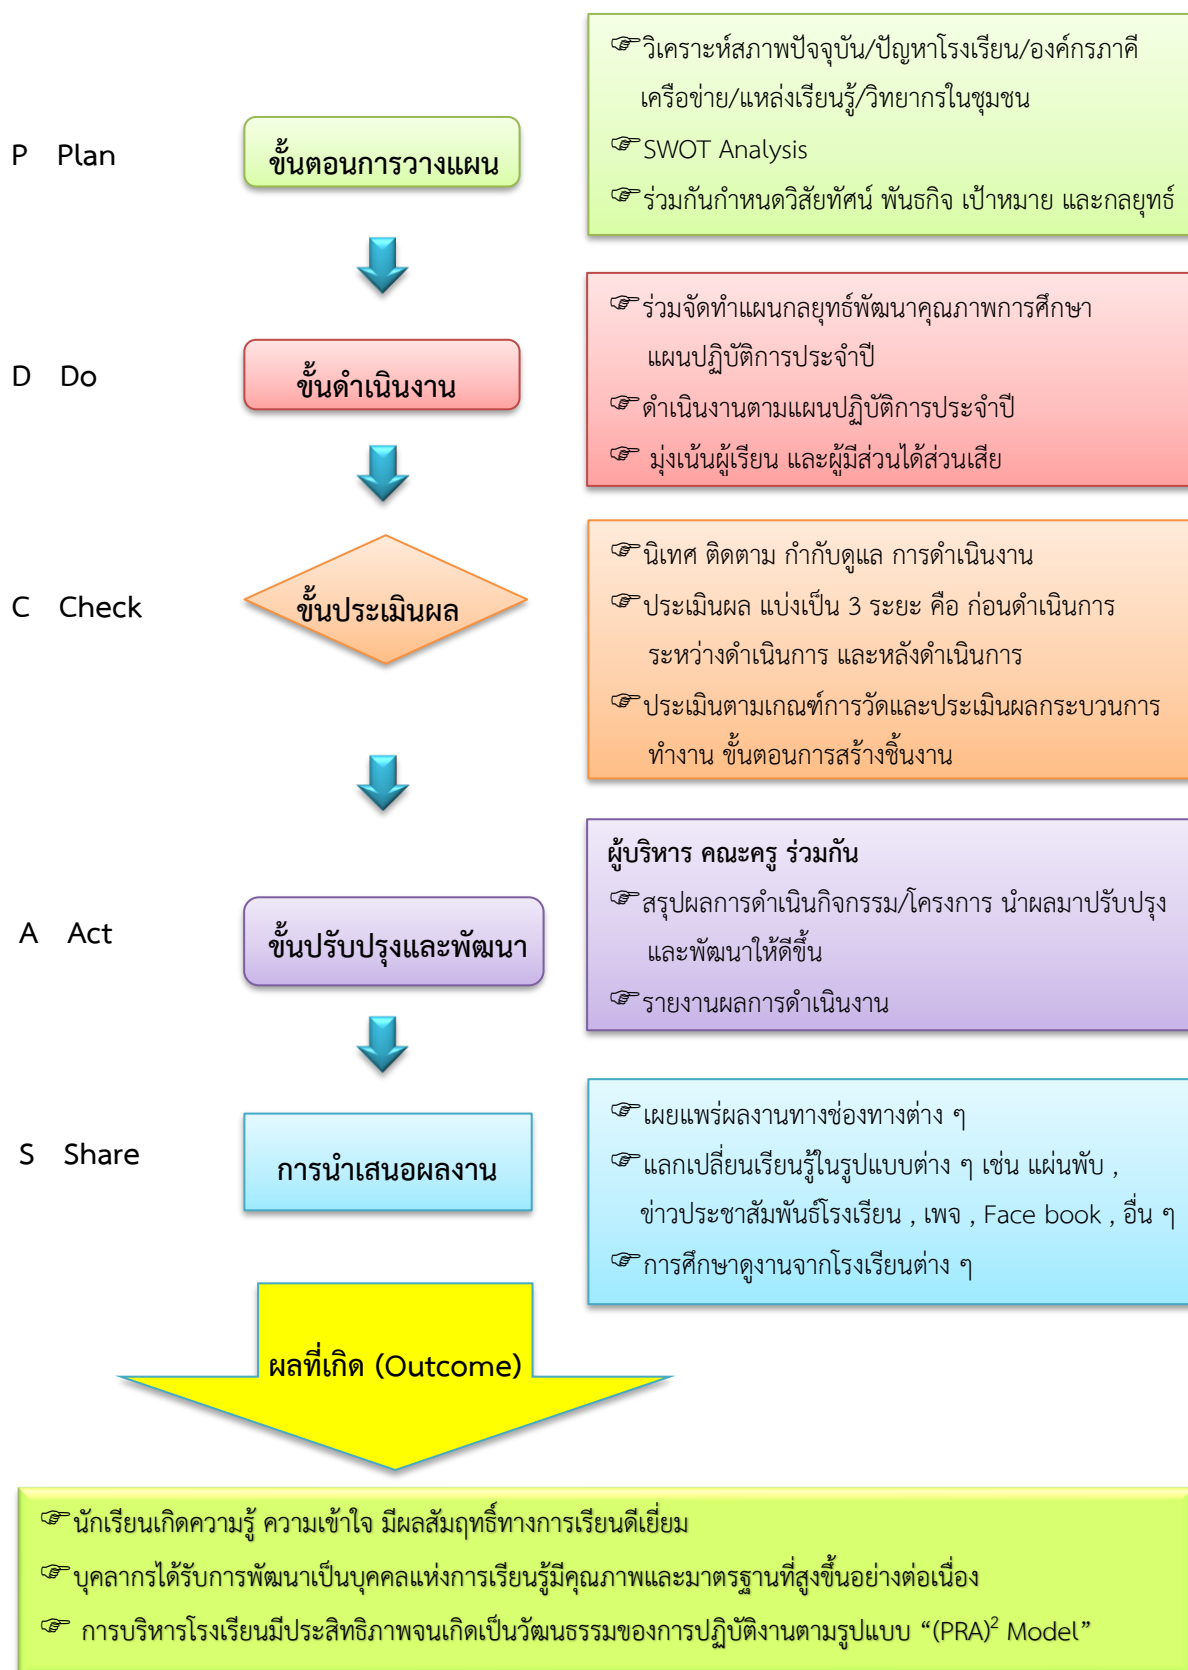 P Plan
ขั้นตอนการวางแผน
☞วิเคราะห์สภาพปัจจุบัน/ปัญหาโรงเรียน/องค์กรภาคี
เครือข่าย/แหล่งเรียนรู้/วิทยากรในชุมชน
☞SWOT Analysis
☞ร่วมกันกำหนดวิสัยทัศน์ พันธกิจ เป้าหมาย และกลยุทธ์
D Do
ขั้นดำเนินงาน
☞ร่วมจัดทำแผนกลยุทธ์พัฒนาคุณภาพการศึกษา
แผนปฏิบัติการประจำปี
☞ดำเนินงานตามแผนปฏิบัติการประจำปี
☞ มุ่งเน้นผู้เรียน และผู้มีส่วนได้ส่วนเสีย
C Check
ขั้นประเมินผล
☞นิเทศ ติดตาม กำกับดูแล การดำเนินงาน
☞ประเมินผล แบ่งเป็น 3 ระยะ คือ ก่อนดำเนินการ
ระหว่างดำเนินการ และหลังดำเนินการ
☞ประเมินตามเกณฑ์การวัดและประเมินผลกระบวนการ
ทำงาน ขั้นตอนการสร้างชิ้นงาน
A Act
ขั้นปรับปรุงและพัฒนา
ผู้บริหาร คณะครู ร่วมกัน
☞สรุปผลการดำเนินกิจกรรม/โครงการ นำผลมาปรับปรุง
และพัฒนาให้ดีขึ้น
☞รายงานผลการดำเนินงาน
S Share
การนำเสนอผลงาน
☞เผยแพร่ผลงานทางช่องทางต่าง ๆ
☞แลกเปลี่ยนเรียนรู้ในรูปแบบต่าง ๆ เช่น แผ่นพับ ,
ข่าวประชาสัมพันธ์โรงเรียน , เพจ , Face book , อื่น ๆ
☞การศึกษาดูงานจากโรงเรียนต่าง ๆ
ผลที่เกิด (Outcome)
☞นักเรียนเกิดความรู้ ความเข้าใจ มีผลสัมฤทธิ์ทางการเรียนดีเยี่ยม
☞บุคลากรได้รับการพัฒนาเป็นบุคคลแห่งการเรียนรู้มีคุณภาพและมาตรฐานที่สูงขึ้นอย่างต่อเนื่อง
☞ การบริหารโรงเรียนมีประสิทธิภาพจนเกิดเป็นวัฒนธรรมของการปฏิบัติงานตามรูปแบบ “(PRA)² Model”